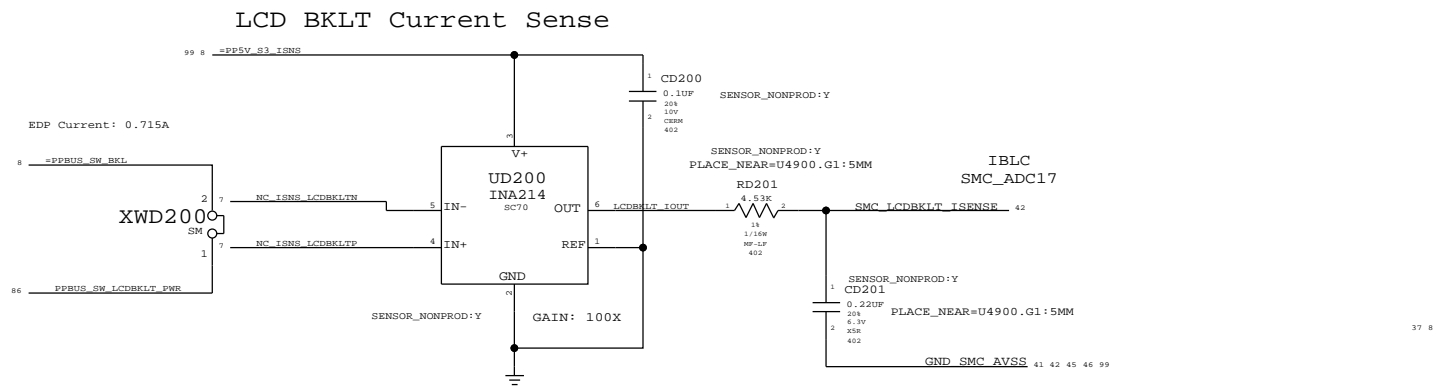 LCD BKLT Current Sense
99 8 =PP5V_S3_ISNS
1 CD200
0.1UF
20%
10V
2 CERM
402
SENSOR_NONPROD:Y
EDP Current: 0.715A
8 =PPBUS_SW_BKL
3
V+
UD200
INA214
SC70
SENSOR_NONPROD:Y
PLACE_NEAR=U4900.G1:5MM
RD201
4.53K
1 2
1%
1/16W
MF-LF
402
IBLC
SMC_ADC17
2 7 NC_ISNS_LCDBKLTN
5 IN-
OUT 6 LCDBKLT_IOUT
SMC_LCDBKLT_ISENSE 42
XWD200
SM
1 7 NC_ISNS_LCDBKLTP
4 IN+
REF 1
GND
2
86 PPBUS_SW_LCDBKLT_PWR
SENSOR_NONPROD:Y
GAIN: 100X
SENSOR_NONPROD:Y
1 CD201
0.22UF
20%
6.3V
2 X5R
402
PLACE_NEAR=U4900.G1:5MM
37 8
GND_SMC_AVSS 41 42 45 46 99